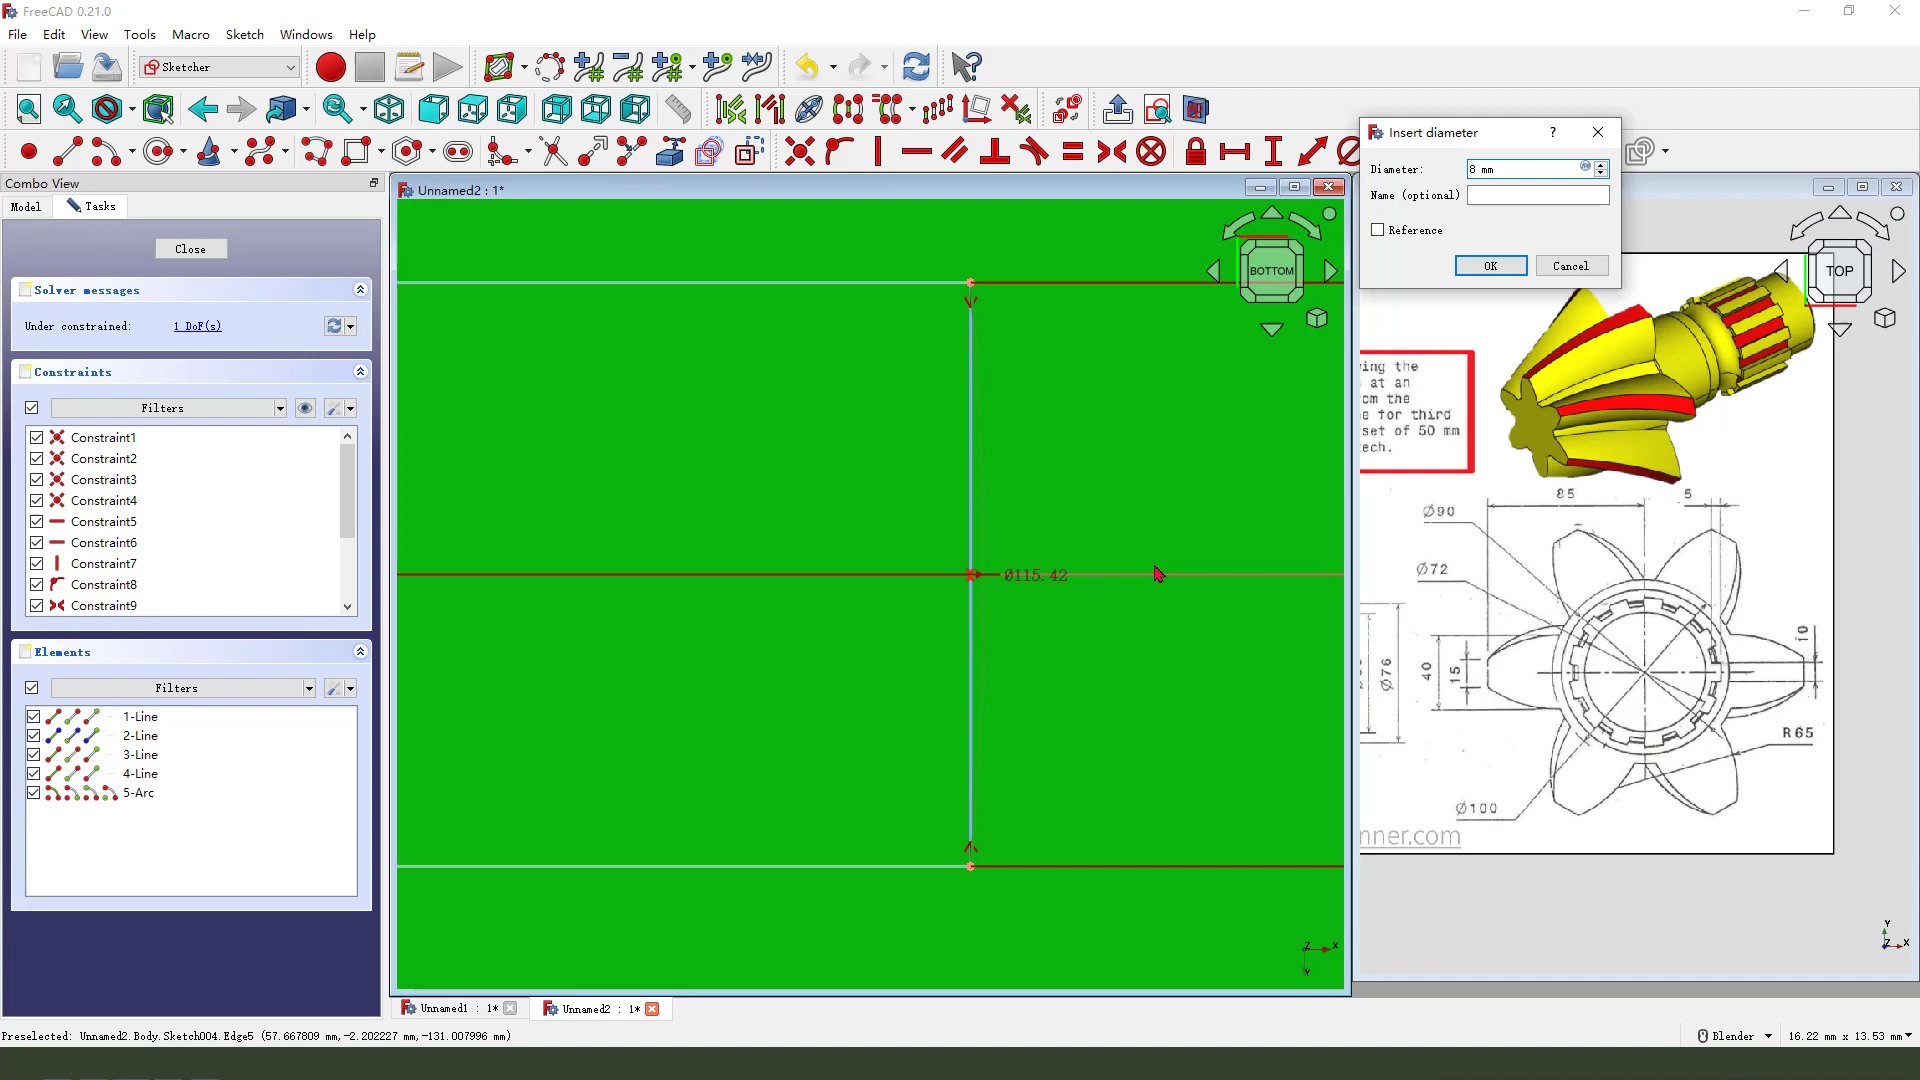 FreeCAD 0.21.0
File Edit View Tools Macro Sketch Windows Help
Sketcher
Combo View
Model Tasks
Close
Solver messages
Under constrained: 1 DoF(s)
Constraints
Filters
Constraint1
Constraint2
Constraint3
Constraint4
Constraint5
Constraint6
Constraint7
Constraint8
Constraint9
Elements
Filters
1-Line
2-Line
3-Line
4-Line
5-Arc
Unnamed2 : 1*
BOTTOM
Ø115.42
Z X
Y
Insert diameter
?
Diameter: 8 mm
Name (optional)
Reference
OK Cancel
TOP
ing the
at an
om the
e for third
set of 50 mm
ech.
85 5
Ø90
Ø72
10
Ø76
40
15
R65
Ø100
nner.com
Y
Z X
Unnamed1 : 1* Unnamed2 : 1*
Preselected: Unnamed2.Body.Sketch004.Edge5 (57.667809 mm,-2.202227 mm,-131.007996 mm)
Blender 16.22 mm x 13.53 mm